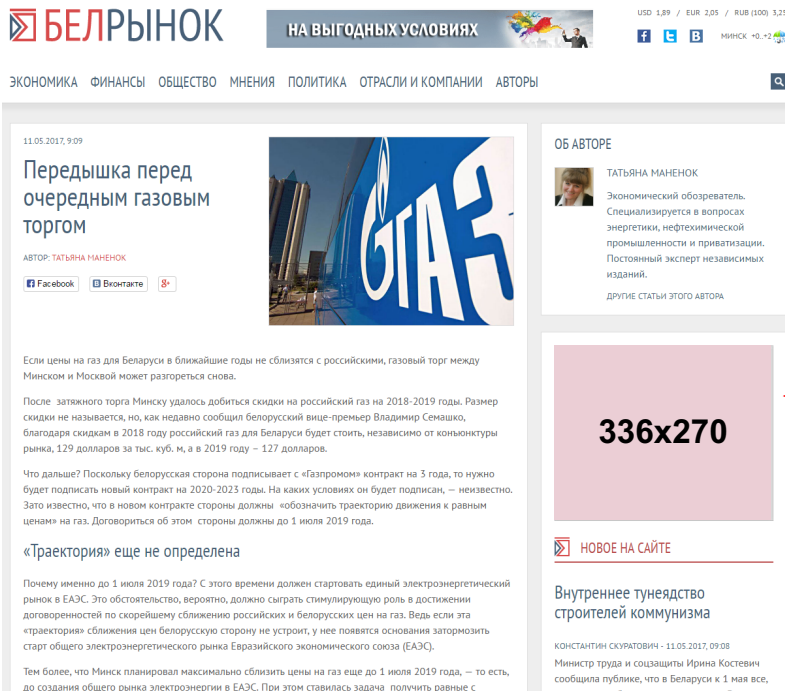 БЕЛРЫНОК
НА ВЫГОДНЫХ УСЛОВИЯХ
USD 1,89 / EUR 2,05 / RUB (100) 3,25
МИНСК +0..+2
ЭКОНОМИКА ФИНАНСЫ ОБЩЕСТВО МНЕНИЯ ПОЛИТИКА ОТРАСЛИ И КОМПАНИИ АВТОРЫ
11.05.2017, 9:09
Передышка перед
очередным газовым
торгом
АВТОР: ТАТЬЯНА МАНЕНОК
Facebook
Вконтакте
g+
ГАЗ
Если цены на газ для Беларуси в ближайшие годы не сблизятся с российскими, газовый торг между
Минском и Москвой может разгореться снова.
После затяжного торга Минску удалось добиться скидки на российский газ на 2018-2019 годы. Размер
скидки не называется, но, как недавно сообщил белорусский вице-премьер Владимир Семашко,
благодаря скидкам в 2018 году российский газ для Беларуси будет стоить, независимо от конъюнктуры
рынка, 129 долларов за тыс. куб. м, а в 2019 году – 127 долларов.
Что дальше? Поскольку белорусская сторона подписывает с «Газпромом» контракт на 3 года, то нужно
будет подписать новый контракт на 2020-2023 годы. На каких условиях он будет подписан, — неизвестно.
Зато известно, что в новом контракте стороны должны «обозначить траекторию движения к равным
ценам» на газ. Договориться об этом стороны должны до 1 июля 2019 года.
«Траектория» еще не определена
Почему именно до 1 июля 2019 года? С этого времени должен стартовать единый электроэнергетический
рынок в ЕАЭС. Это обстоятельство, вероятно, должно сыграть стимулирующую роль в достижении
договоренностей по скорейшему сближению российских и белорусских цен на газ. Ведь если эта
«траектория» сближения цен белорусскую сторону не устроит, у нее появятся основания затормозить
старт общего электроэнергетического рынка Евразийского экономического союза (ЕАЭС).
Тем более, что Минск планировал максимально сблизить цены на газ еще до 1 июля 2019 года, — то есть,
до создания общего рынка электроэнергии в ЕАЭС. При этом ставилась задача получить равные с
ОБ АВТОРЕ
ТАТЬЯНА МАНЕНОК
Экономический обозреватель.
Специализируется в вопросах
энергетики, нефтехимической
промышленности и приватизации.
Постоянный эксперт независимых
изданий.
ДРУГИЕ СТАТЬИ ЭТОГО АВТОРА
336x270
НОВОЕ НА САЙТЕ
Внутреннее тунеядство
строителей коммунизма
КОНСТАНТИН СКУРАТОВИЧ - 11.05.2017, 09:08
Министр труда и соцзащиты Ирина Костевич
сообщила публике, что в Беларуси к 1 мая все,